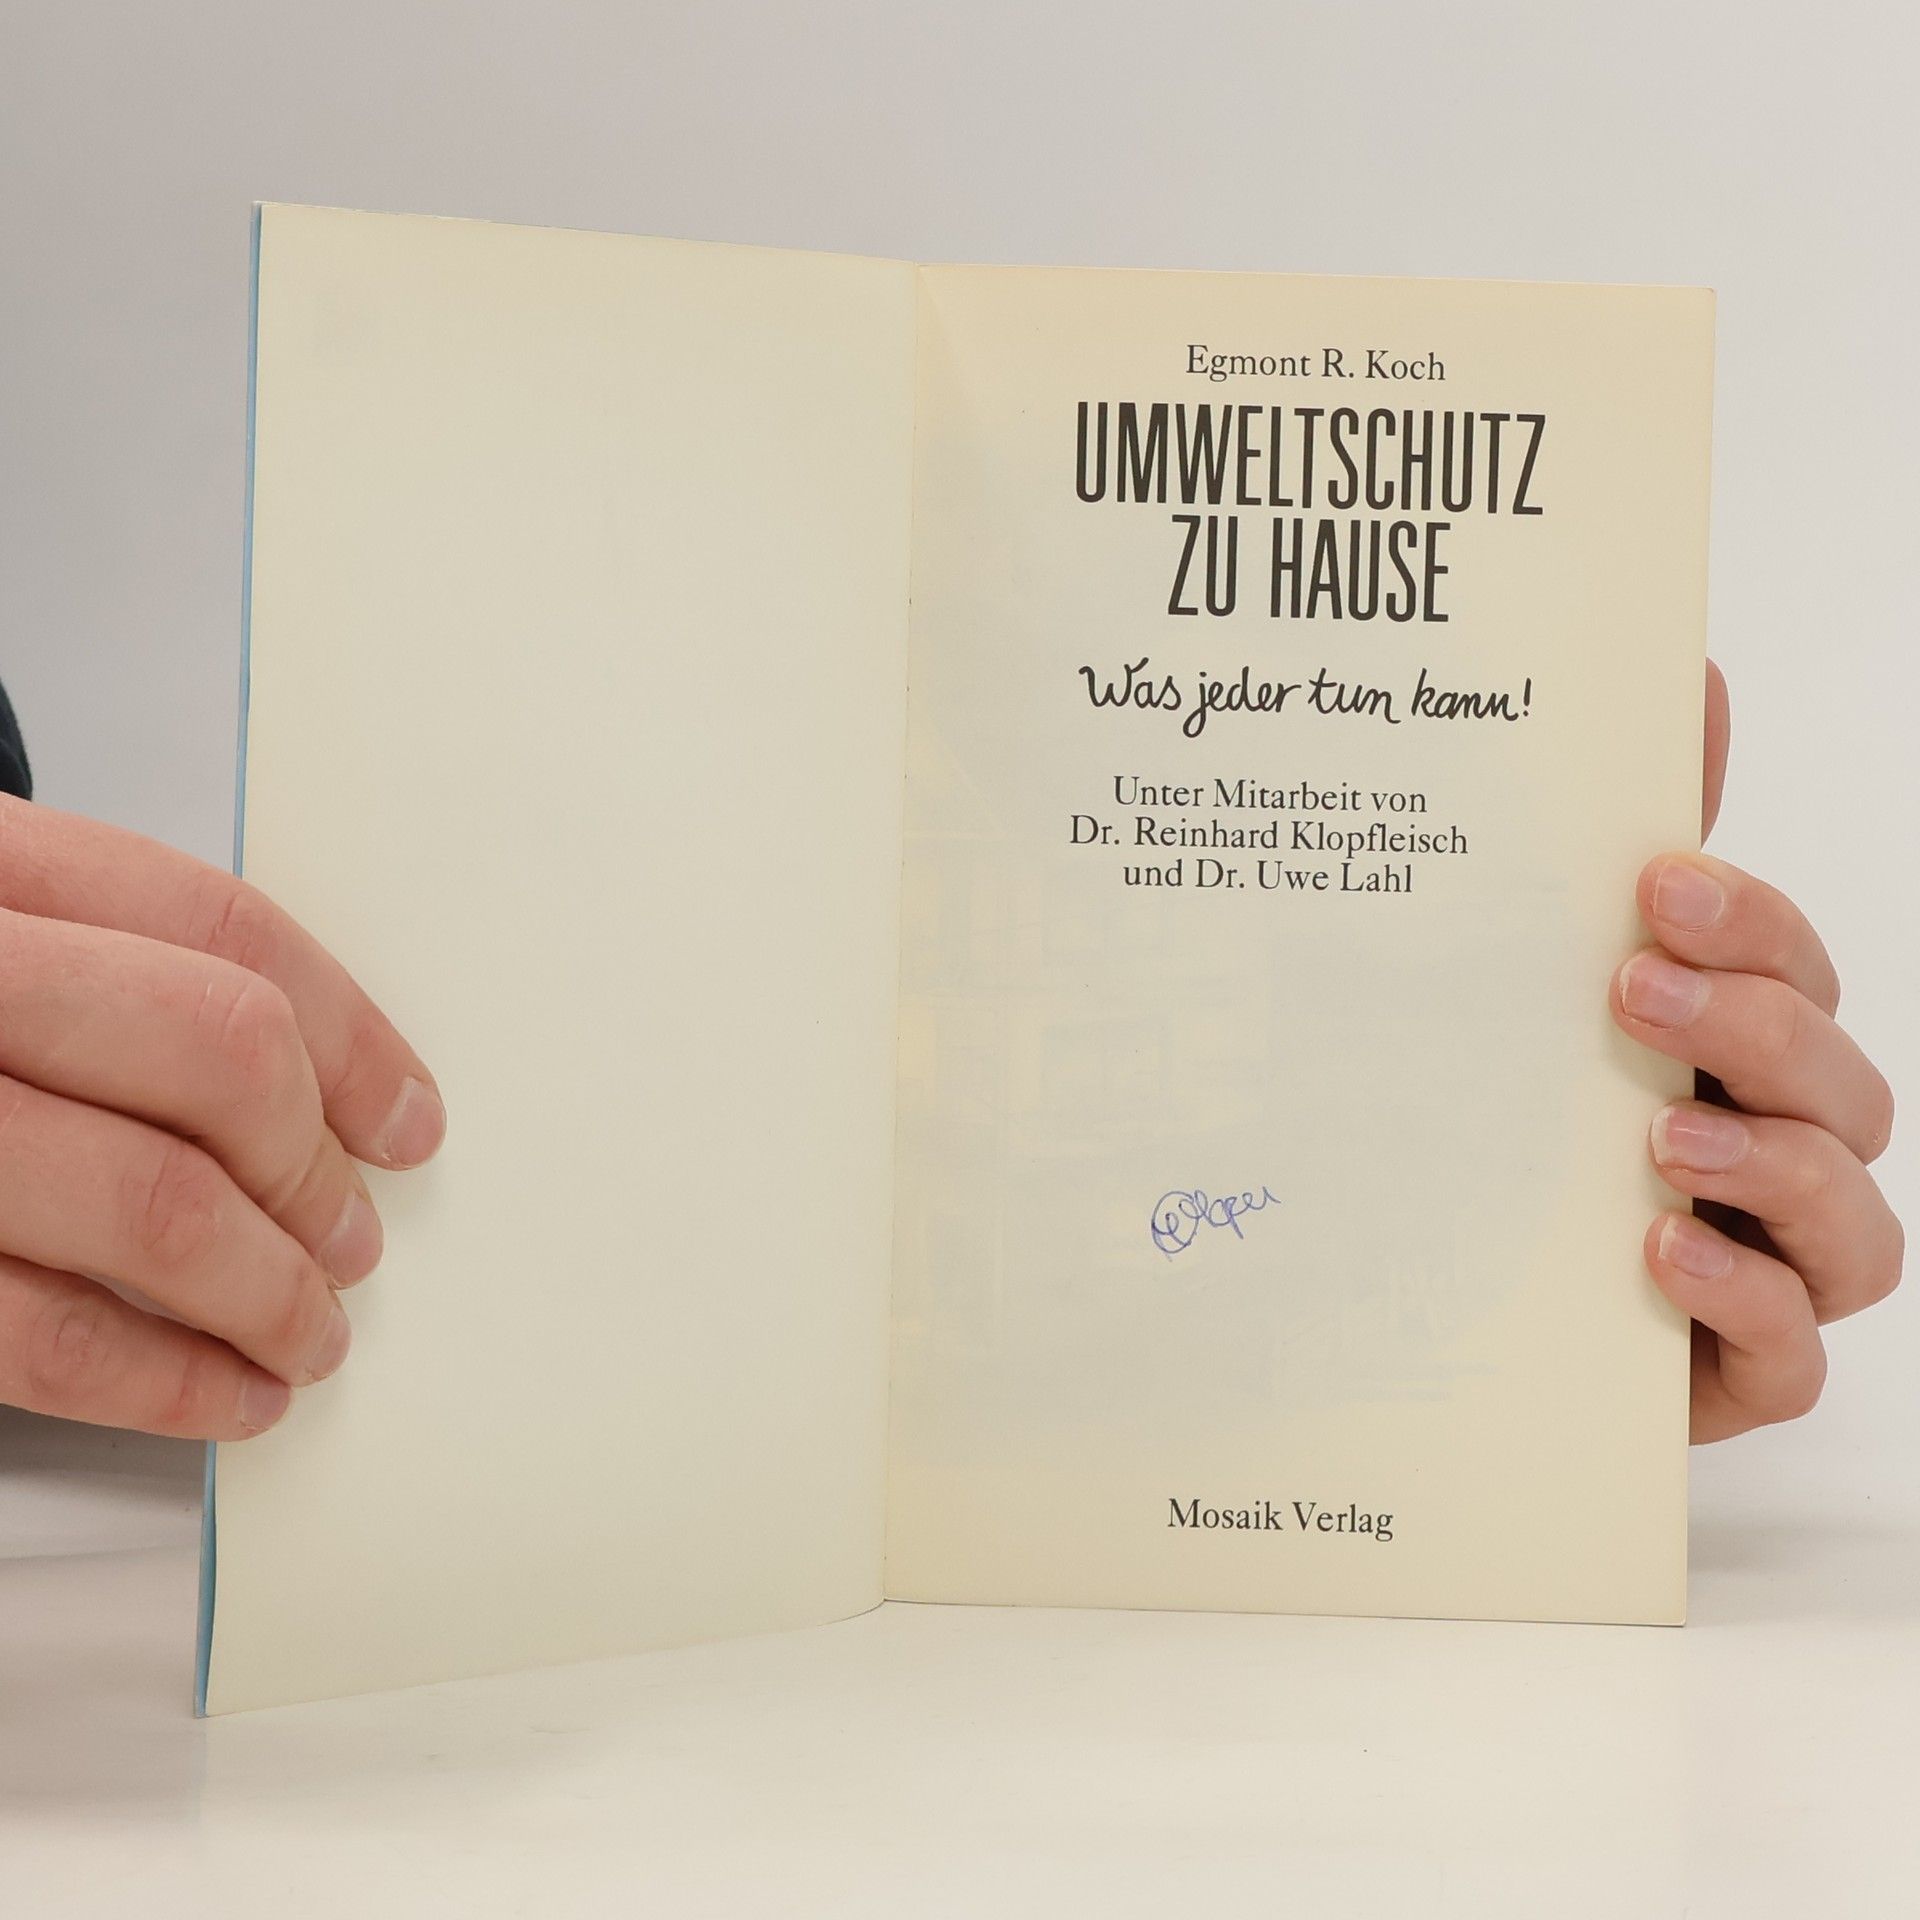 Egmont R. Koch
UMWELTSCHUTZ
ZU HAUSE
Was jeder tun kann!
Unter Mitarbeit von
Dr. Reinhard Klopfleisch
und Dr. Uwe Lahl
Mosaik Verlag